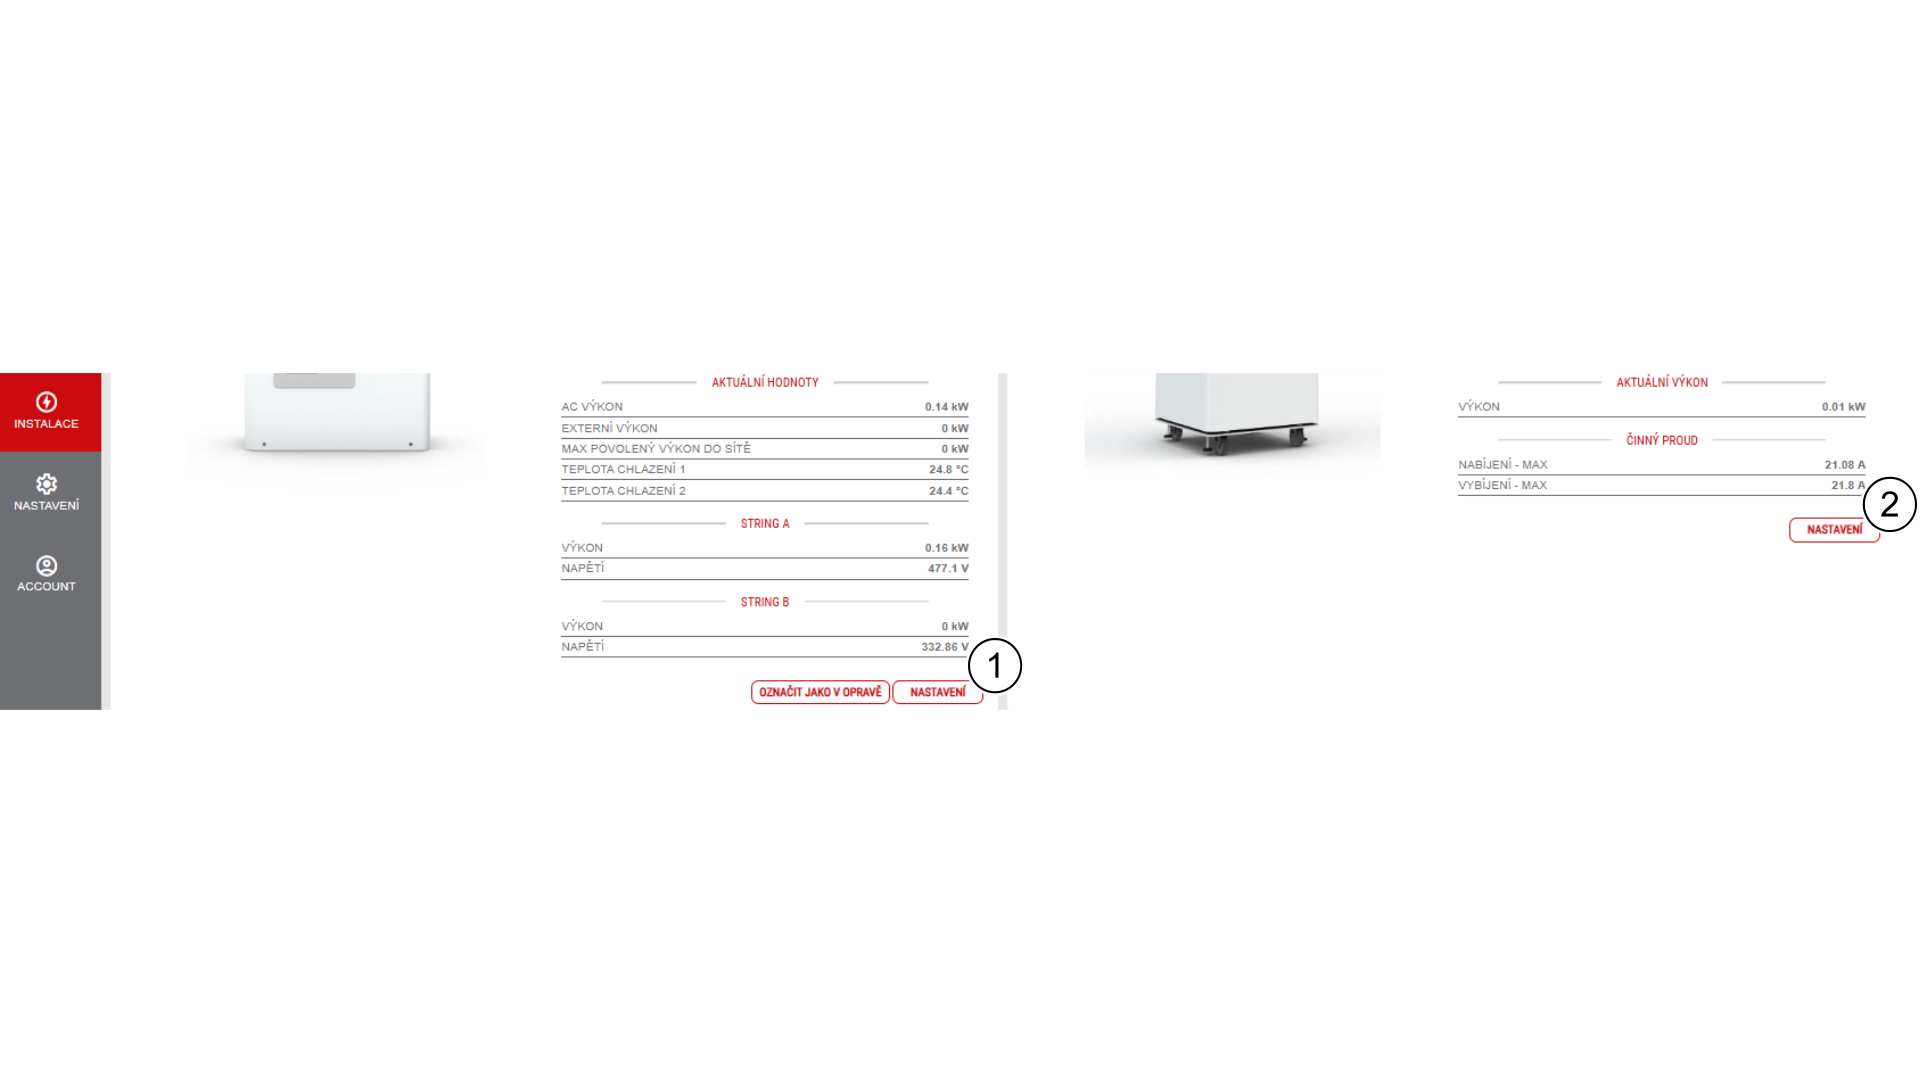 INSTALACE
NASTAVENÍ
ACCOUNT
AKTUÁLNÍ HODNOTY
AC VÝKON 0.14 kW
EXTERNÍ VÝKON 0 kW
MAX POVOLENÝ VÝKON DO SÍTĚ 0 kW
TEPLOTA CHLAZENÍ 1 24.8 °C
TEPLOTA CHLAZENÍ 2 24.4 °C
STRING A
VÝKON 0.16 kW
NAPĚTÍ 477.1 V
STRING B
VÝKON 0 kW
NAPĚTÍ 332.86 V
1
OZNAČIT JAKO V OPRAVĚ NASTAVENÍ
AKTUÁLNÍ VÝKON
VÝKON 0.01 kW
ČINNÝ PROUD
NABÍJENÍ - MAX 21.08 A
VYBÍJENÍ - MAX 21.8 A
2
NASTAVENÍ